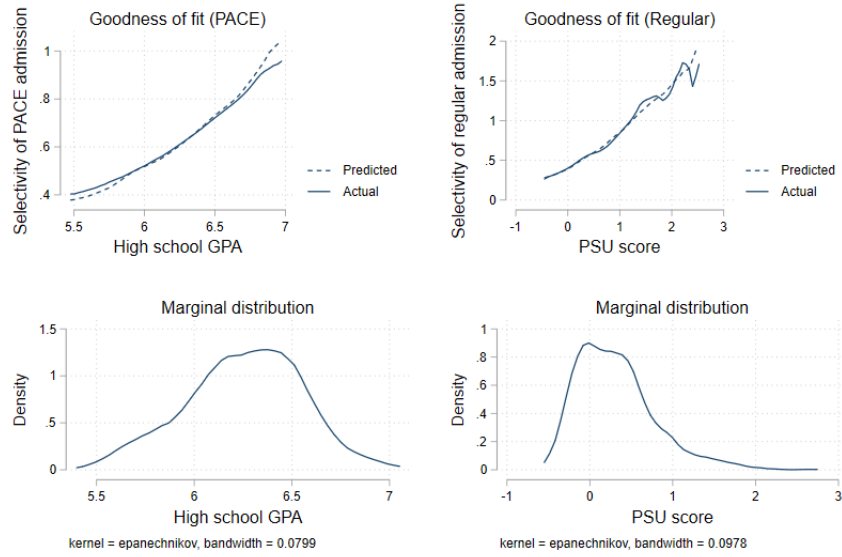 Goodness of fit (PACE)
Selectivity of PACE admission
1
.8
.6
.4
5.5 6 6.5 7
High school GPA
Predicted
Actual
Goodness of fit (Regular)
Selectivity of regular admission
2
1.5
1
.5
0
-1 0 1 2 3
PSU score
Predicted
Actual
Marginal distribution
Density
1.5
1
.5
0
5.5 6 6.5 7
High school GPA
kernel = epanechnikov, bandwidth = 0.0799
Marginal distribution
Density
1
.8
.6
.4
.2
0
-1 0 1 2 3
PSU score
kernel = epanechnikov, bandwidth = 0.0978